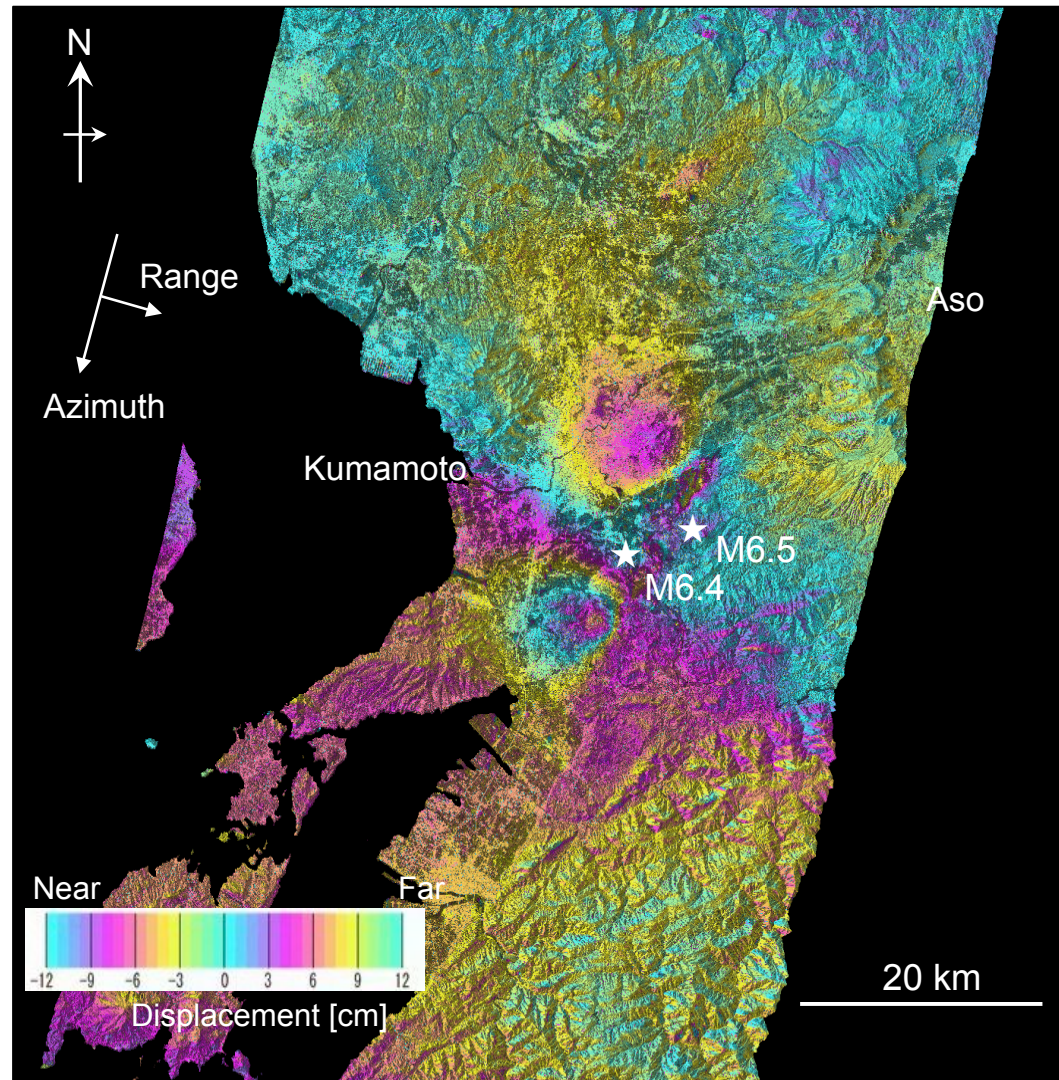 N
Range
Azimuth
Aso
Kumamoto
M6.5
M6.4
Near Far
-12 -9 -6 -3 0 3 6 9 12
Displacement [cm]
20 km